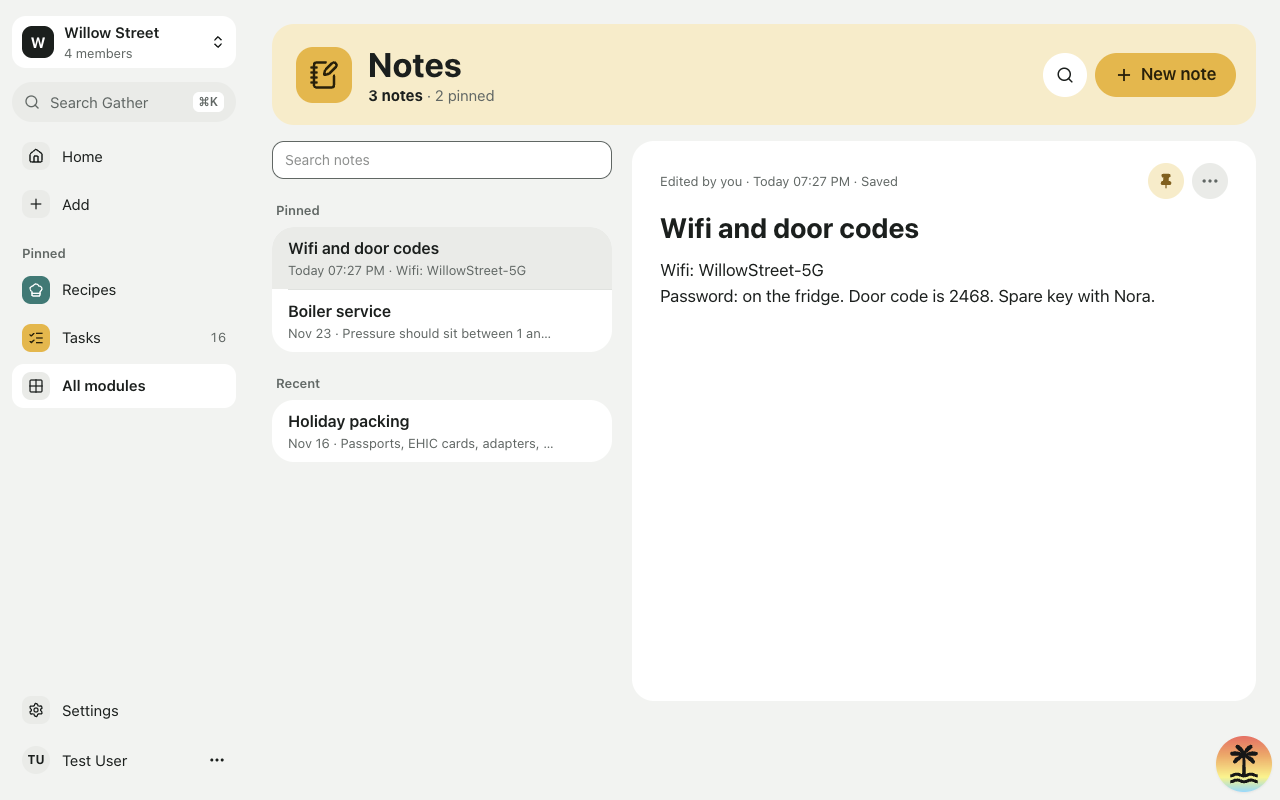 W
Willow Street
4 members
Search Gather ⌘K
Home
Add
Pinned
Recipes
Tasks 16
All modules
Settings
TU Test User
Notes
3 notes · 2 pinned
New note
Search notes
Pinned
Wifi and door codes
Today 07:27 PM · Wifi: WillowStreet-5G
Boiler service
Nov 23 · Pressure should sit between 1 an...
Recent
Holiday packing
Nov 16 · Passports, EHIC cards, adapters, ...
Edited by you · Today 07:27 PM · Saved
Wifi and door codes
Wifi: WillowStreet-5G
Password: on the fridge. Door code is 2468. Spare key with Nora.